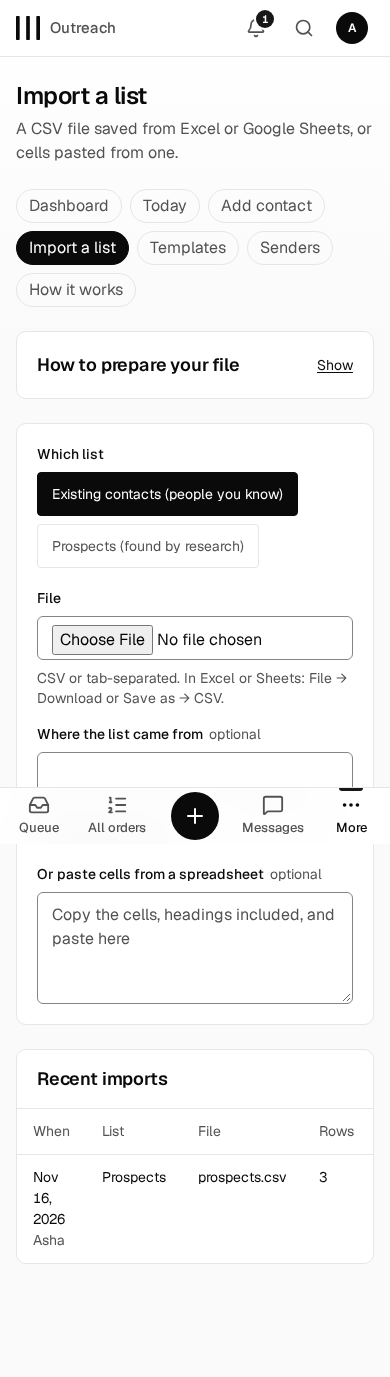 Outreach
1
A
Import a list
A CSV file saved from Excel or Google Sheets, or
cells pasted from one.
Dashboard
Today
Add contact
Import a list
Templates
Senders
How it works
How to prepare your file
Show
Which list
Existing contacts (people you know)
Prospects (found by research)
File
Choose File No file chosen
CSV or tab-separated. In Excel or Sheets: File →
Download or Save as → CSV.
Where the list came from optional
Queue
All orders
Messages
More
Or paste cells from a spreadsheet optional
Copy the cells, headings included, and
paste here
Recent imports
When List File Rows
Nov Prospects prospects.csv 3
16,
2026
Asha